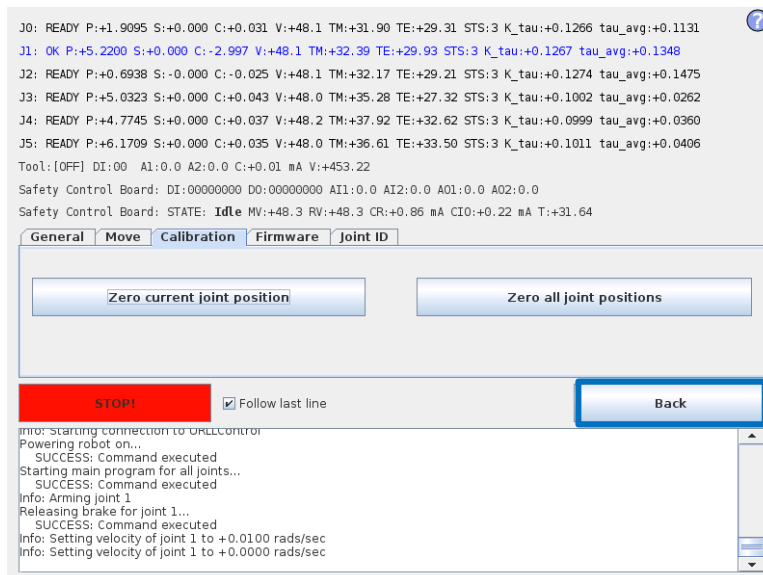 J0: READY P:+1.9095 S:+0.000 C:+0.031 V:+48.1 TM:+31.90 TE:+29.31 STS:3 K_tau:+0.1266 tau_avg:+0.1131
?
J1: OK P:+5.2200 S:+0.000 C:-2.997 V:+48.1 TM:+32.39 TE:+29.93 STS:3 K_tau:+0.1267 tau_avg:+0.1348
J2: READY P:+0.6938 S:-0.000 C:-0.025 V:+48.1 TM:+32.17 TE:+29.21 STS:3 K_tau:+0.1274 tau_avg:+0.1475
J3: READY P:+5.0323 S:+0.000 C:+0.043 V:+48.0 TM:+35.28 TE:+27.32 STS:3 K_tau:+0.1002 tau_avg:+0.0262
J4: READY P:+4.7745 S:+0.000 C:+0.037 V:+48.2 TM:+37.92 TE:+32.62 STS:3 K_tau:+0.0999 tau_avg:+0.0360
J5: READY P:+6.1709 S:+0.000 C:+0.035 V:+48.0 TM:+36.61 TE:+33.50 STS:3 K_tau:+0.1011 tau_avg:+0.0406
Tool:[OFF] DI:00 A1:0.0 A2:0.0 C:+0.01 mA V:+453.22
Safety Control Board: DI:00000000 DO:00000000 AI1:0.0 AI2:0.0 AO1:0.0 AO2:0.0
Safety Control Board: STATE: Idle MV:+48.3 RV:+48.3 CR:+0.86 mA CIO:+0.22 mA T:+31.64
General Move Calibration Firmware Joint ID
Zero current joint position Zero all joint positions
STOP! Follow last line Back
Info: Starting connection to URLLControl
Powering robot on...
SUCCESS: Command executed
Starting main program for all joints...
SUCCESS: Command executed
Info: Arming joint 1
Releasing brake for joint 1...
SUCCESS: Command executed
Info: Setting velocity of joint 1 to +0.0100 rads/sec
Info: Setting velocity of joint 1 to +0.0000 rads/sec